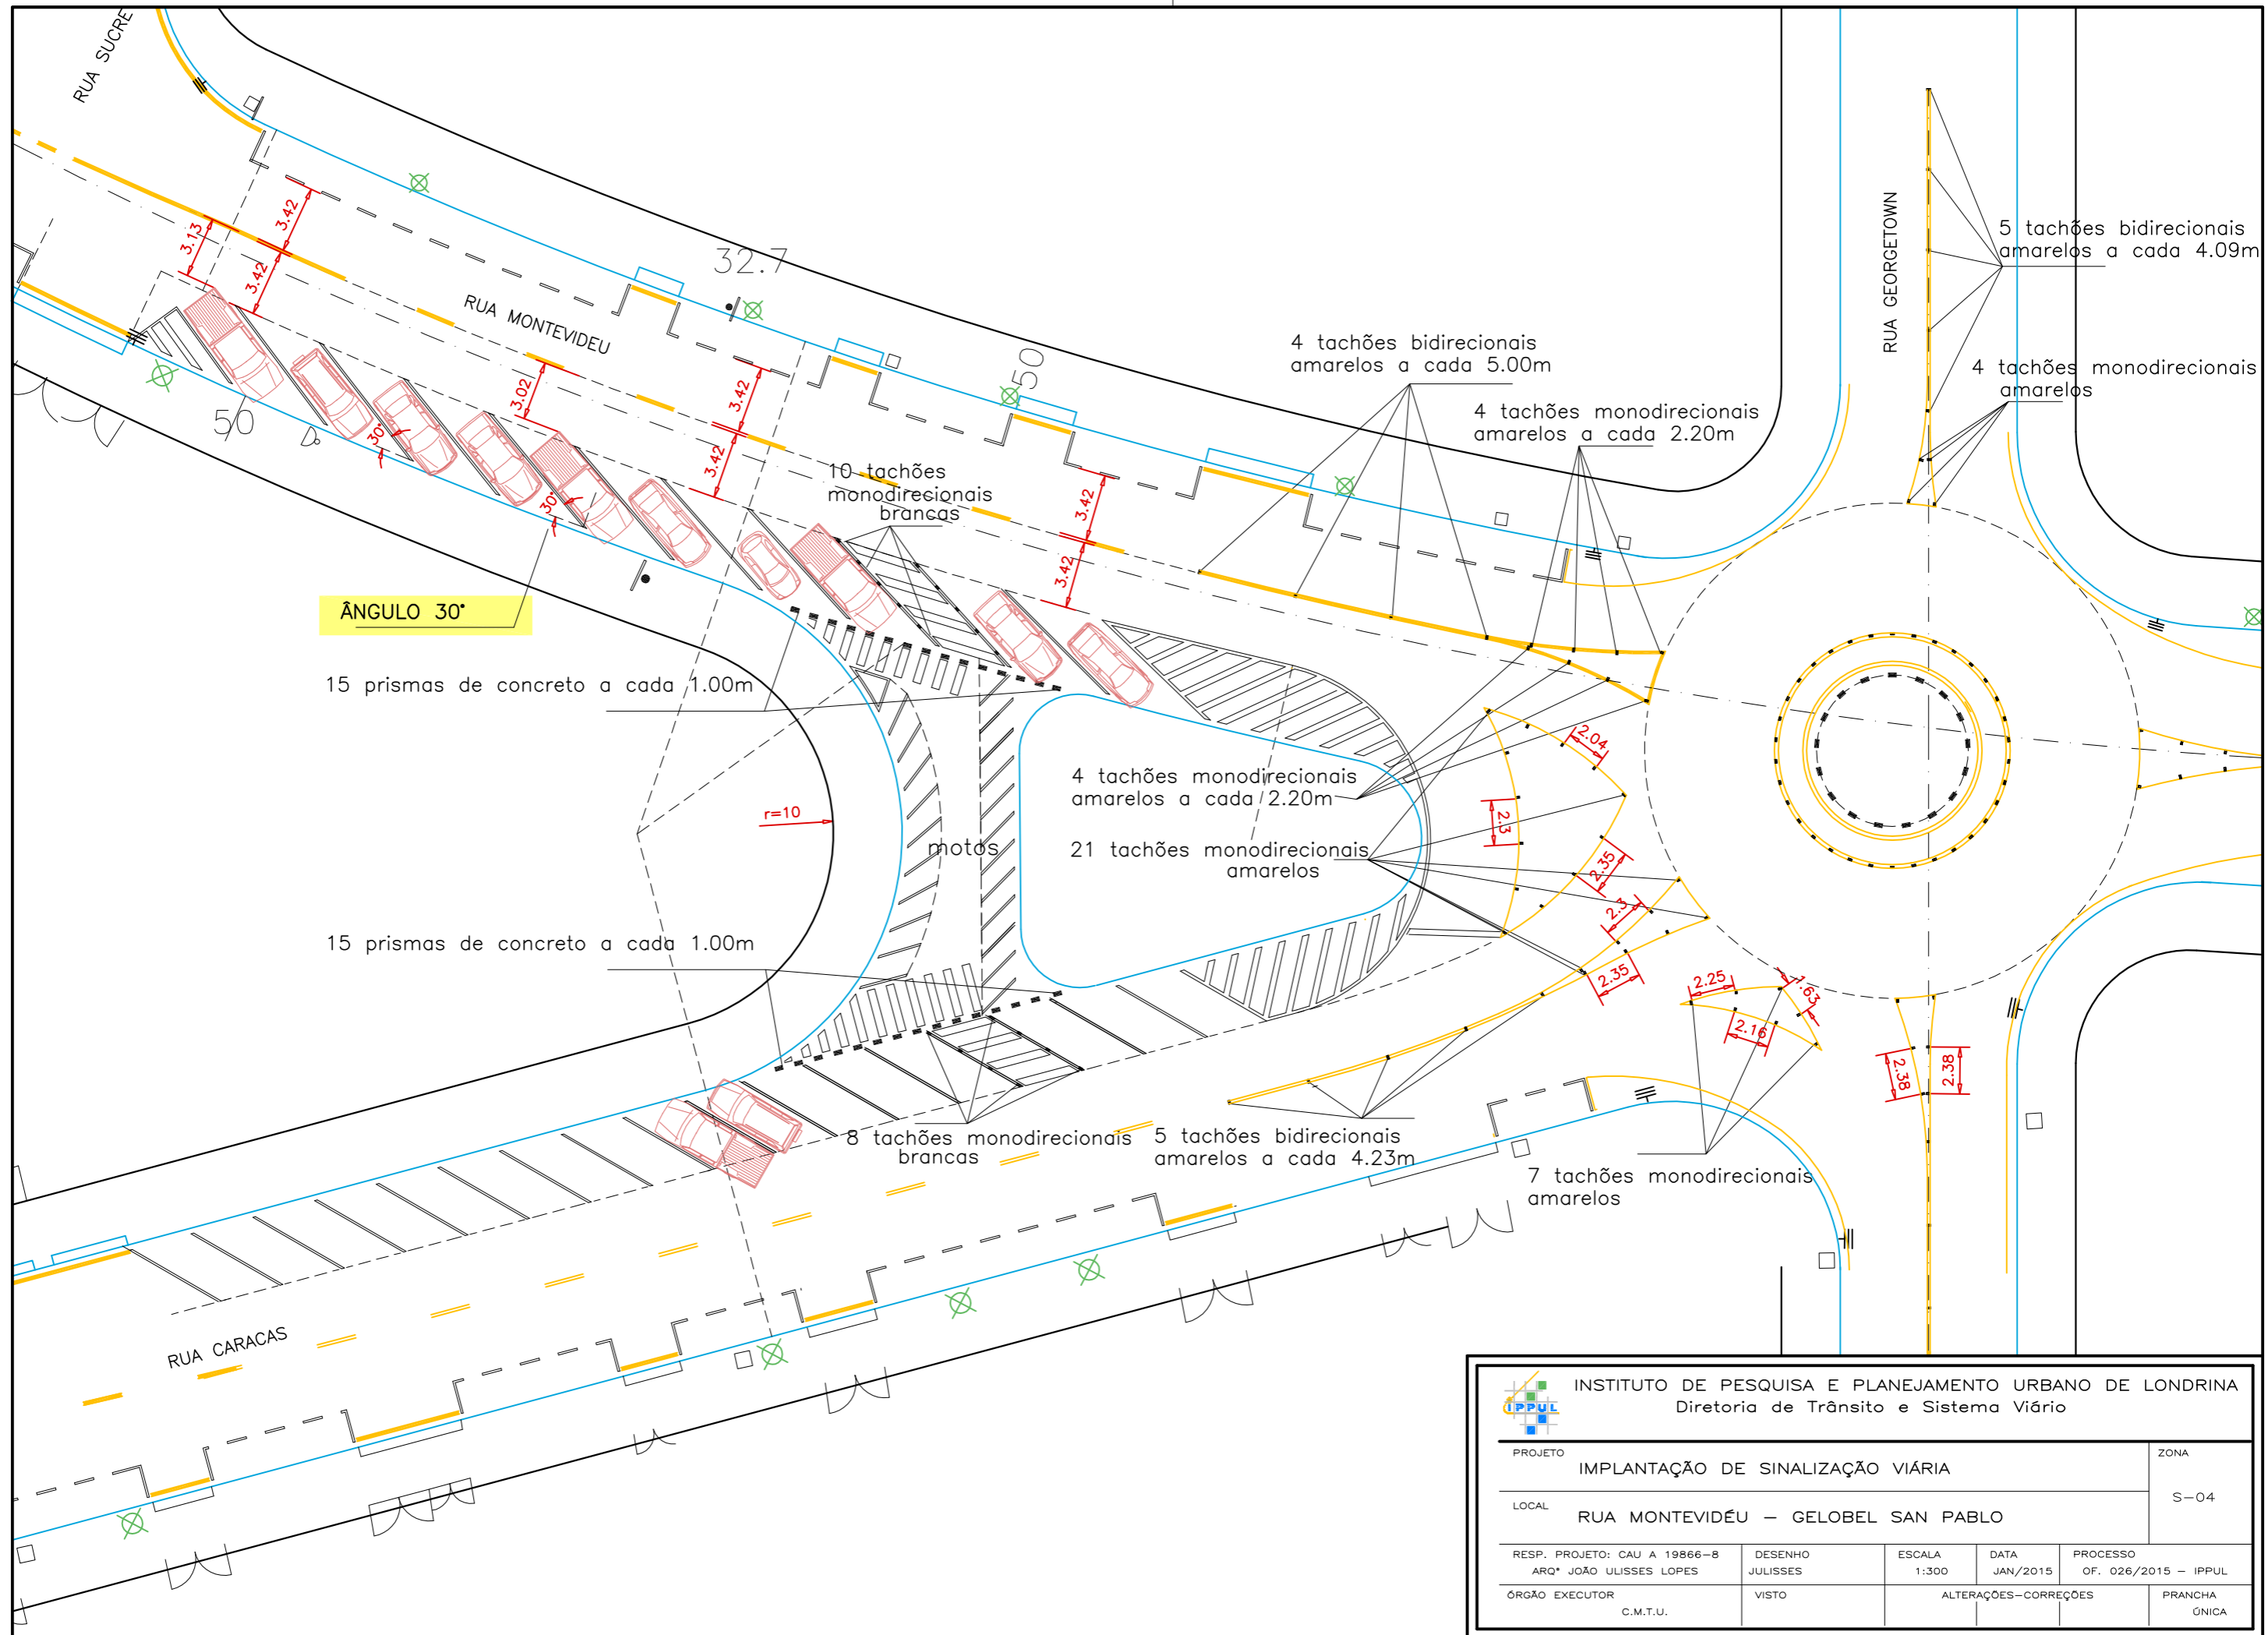 RUA SUCRE
3.13
3.42
3.42
32.7
RUA MONTEVIDEU
50
50
3.02
3.42
3.42
30°
30°
3.42
3.42
10 tachões
monodirecionais
brancas
4 tachões bidirecionais
amarelos a cada 5.00m
4 tachões monodirecionais
amarelos a cada 2.20m
RUA GEORGETOWN
5 tachões bidirecionais
amarelos a cada 4.09m
4 tachões monodirecionais
amarelos
ÂNGULO 30°
15 prismas de concreto a cada 1.00m
r=10
motos
4 tachões monodirecionais
amarelos a cada 2.20m
21 tachões monodirecionais
amarelos
2.04
2.3
2.35
2.3
2.35
2.25
1.63
2.16
2.38
2.38
15 prismas de concreto a cada 1.00m
8 tachões monodirecionais
brancas
5 tachões bidirecionais
amarelos a cada 4.23m
7 tachões monodirecionais
amarelos
RUA CARACAS
IPPUL
INSTITUTO DE PESQUISA E PLANEJAMENTO URBANO DE LONDRINA
Diretoria de Trânsito e Sistema Viário
PROJETO
IMPLANTAÇÃO DE SINALIZAÇÃO VIÁRIA
ZONA
S-04
LOCAL
RUA MONTEVIDÉU - GELOBEL SAN PABLO
RESP. PROJETO: CAU A 19866-8
ARQ° JOÃO ULISSES LOPES
DESENHO
JULISSES
ESCALA
1:300
DATA
JAN/2015
PROCESSO
OF. 026/2015 - IPPUL
ÓRGÃO EXECUTOR
C.M.T.U.
VISTO
ALTERAÇÕES-CORREÇÕES
PRANCHA
ÚNICA